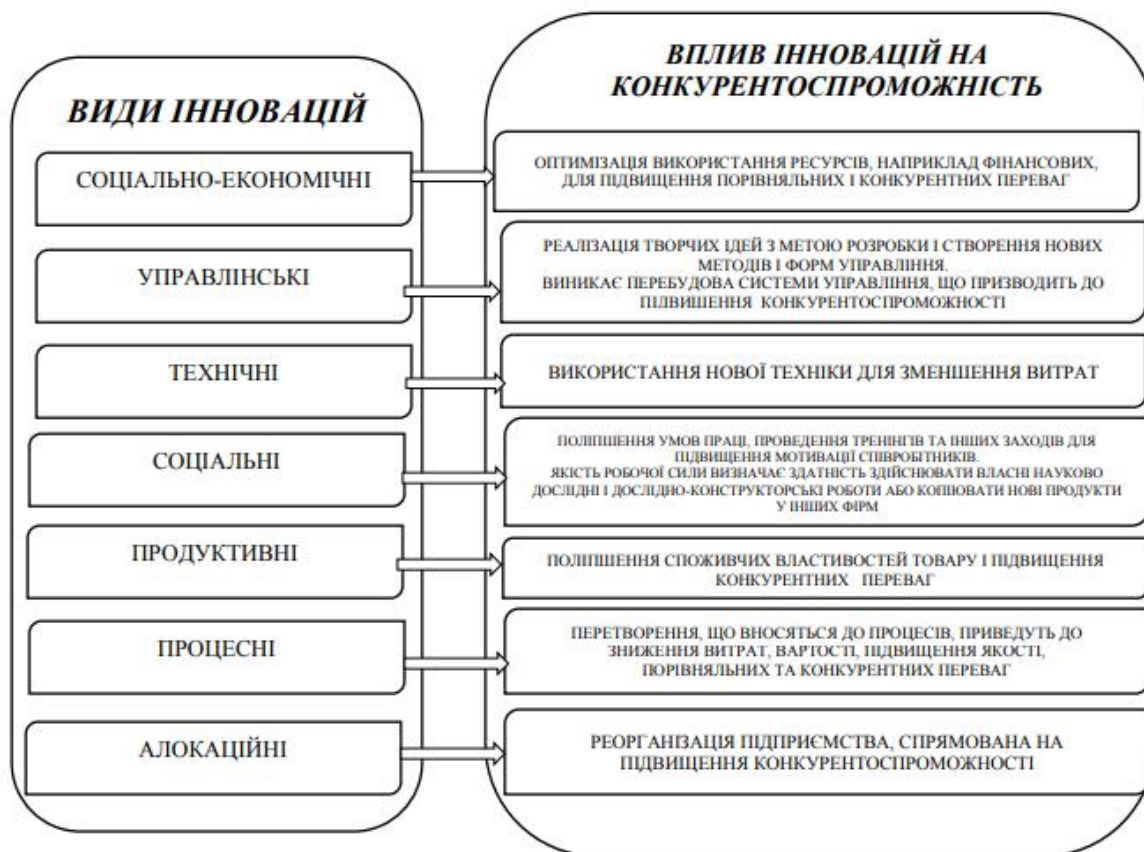 ВИДИ ІННОВАЦІЙ
СОЦІАЛЬНО-ЕКОНОМІЧНІ
УПРАВЛІНСЬКІ
ТЕХНІЧНІ
СОЦІАЛЬНІ
ПРОДУКТИВНІ
ПРОЦЕСНІ
АЛОКАЦІЙНІ
ВПЛИВ ІННОВАЦІЙ НА
КОНКУРЕНТОСПРОМОЖНІСТЬ
ОПТИМІЗАЦІЯ ВИКОРИСТАННЯ РЕСУРСІВ, НАПРИКЛАД ФІНАНСОВИХ,
ДЛЯ ПІДВИЩЕННЯ ПОРІВНЯЛЬНИХ І КОНКУРЕНТНИХ ПЕРЕВАГ
РЕАЛІЗАЦІЯ ТВОРЧИХ ІДЕЙ З МЕТОЮ РОЗРОБКИ І СТВОРЕННЯ НОВИХ
МЕТОДІВ І ФОРМ УПРАВЛІННЯ.
ВИНИКАЄ ПЕРЕБУДОВА СИСТЕМИ УПРАВЛІННЯ, ЩО ПРИЗВОДИТЬ ДО
ПІДВИШЕННЯ КОНКУРЕНТОСПРОМОЖНОСТІ
ВИКОРИСТАННЯ НОВОЇ ТЕХНІКИ ДЛЯ ЗМЕНШЕННЯ ВИТРАТ
ПОЛІПШЕННЯ УМОВ ПРАЦІ, ПРОВЕДЕННЯ ТРЕНІНГІВ ТА ІНШИХ ЗАХОДІВ ДЛЯ
ПІДВИЩЕННЯ МОТИВАЦІЇ СПІВРОБІТНИКІВ.
ЯКІСТЬ РОБОЧОЇ СИЛИ ВИЗНАЧАЄ ЗДАТНІСТЬ ЗДІЙСНЮВАТИ ВЛАСНІ НАУКОВО
ДОСЛІДНІ І ДОСЛІДНО-КОНСТРУКТОРСЬКІ РОБОТИ АБО КОПІЮВАТИ НОВІ ПРОДУКТИ
У ІНШИХ ФІРМ
ПОЛІПШЕННЯ СПОЖИВЧИХ ВЛАСТИВОСТЕЙ ТОВАРУ І ПІДВИЩЕННЯ
КОНКУРЕНТНИХ ПЕРЕВАГ
ПЕРЕТВОРЕННЯ, ЩО ВНОСЯТЬСЯ ДО ПРОЦЕСІВ, ПРИВЕДУТЬ ДО
ЗНИЖЕННЯ ВИТРАТ, ВАРТОСТІ, ПІДВИЩЕННЯ ЯКОСТІ,
ПОРІВНЯЛЬНИХ ТА КОНКУРЕНТНИХ ПЕРЕВАГ
РЕОРГАНІЗАЦІЯ ПІДПРИЄМСТВА, СПРЯМОВАНА НА
ПІДВИЩЕННЯ КОНКУРЕНТОСПРОМОЖНОСТІ